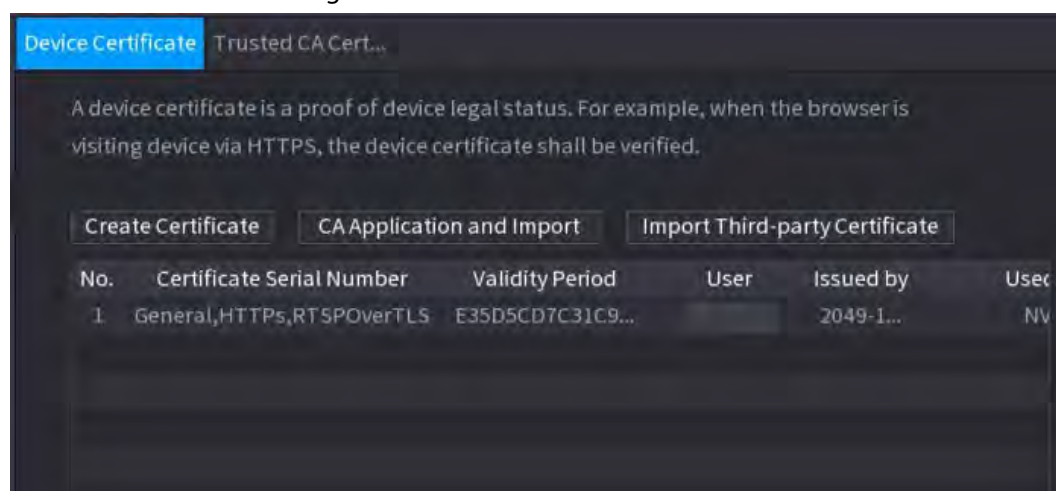 Device Certificate Trusted CA Cert...
A device certificate is a proof of device legal status. For example, when the browser is
visiting device via HTTPS, the device certificate shall be verified.
Create Certificate CA Application and Import Import Third-party Certificate
No. Certificate Serial Number Validity Period User Issued by Used
1 General,HTTPs,RTSPOverTLS E35D5CD7C31C9... 2049-1... NV